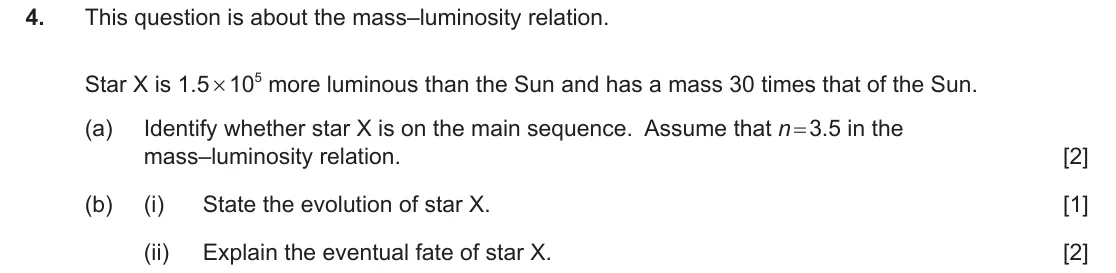 4. This question is about the mass–luminosity relation.
Star X is 1.5×10⁵ more luminous than the Sun and has a mass 30 times that of the Sun.
(a) Identify whether star X is on the main sequence. Assume that n=3.5 in the
mass–luminosity relation. [2]
(b) (i) State the evolution of star X. [1]
(ii) Explain the eventual fate of star X. [2]